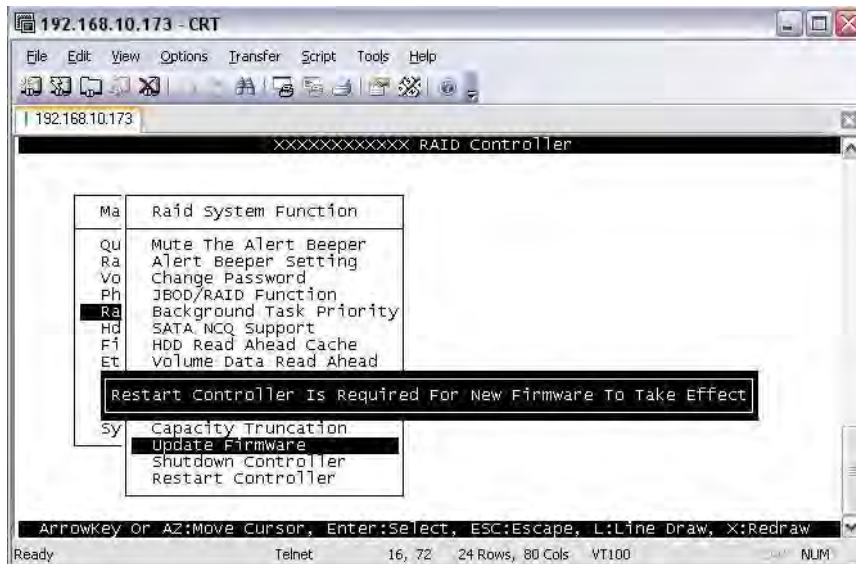 192.168.10.173 - CRT
File Edit View Options Transfer Script Tools Help
192.168.10.173
XXXXXXXXXXXX RAID Controller
Ma
Raid System Function
Qu
Mute The Alert Beeper
Ra
Alert Beeper Setting
Vo
Change Password
Ph
JBOD/RAID Function
Ra
Background Task Priority
Hd
SATA NCQ Support
Fi
HDD Read Ahead Cache
Et
Volume Data Read Ahead
Restart Controller Is Required For New Firmware To Take Effect
Sy
Capacity Truncation
Update Firmware
Shutdown Controller
Restart Controller
ArrowKey Or AZ:Move Cursor, Enter:Select, ESC:Escape, L:Line Draw, X:Redraw
Ready Telnet 16, 72 24 Rows, 80 Cols VT100 NUM